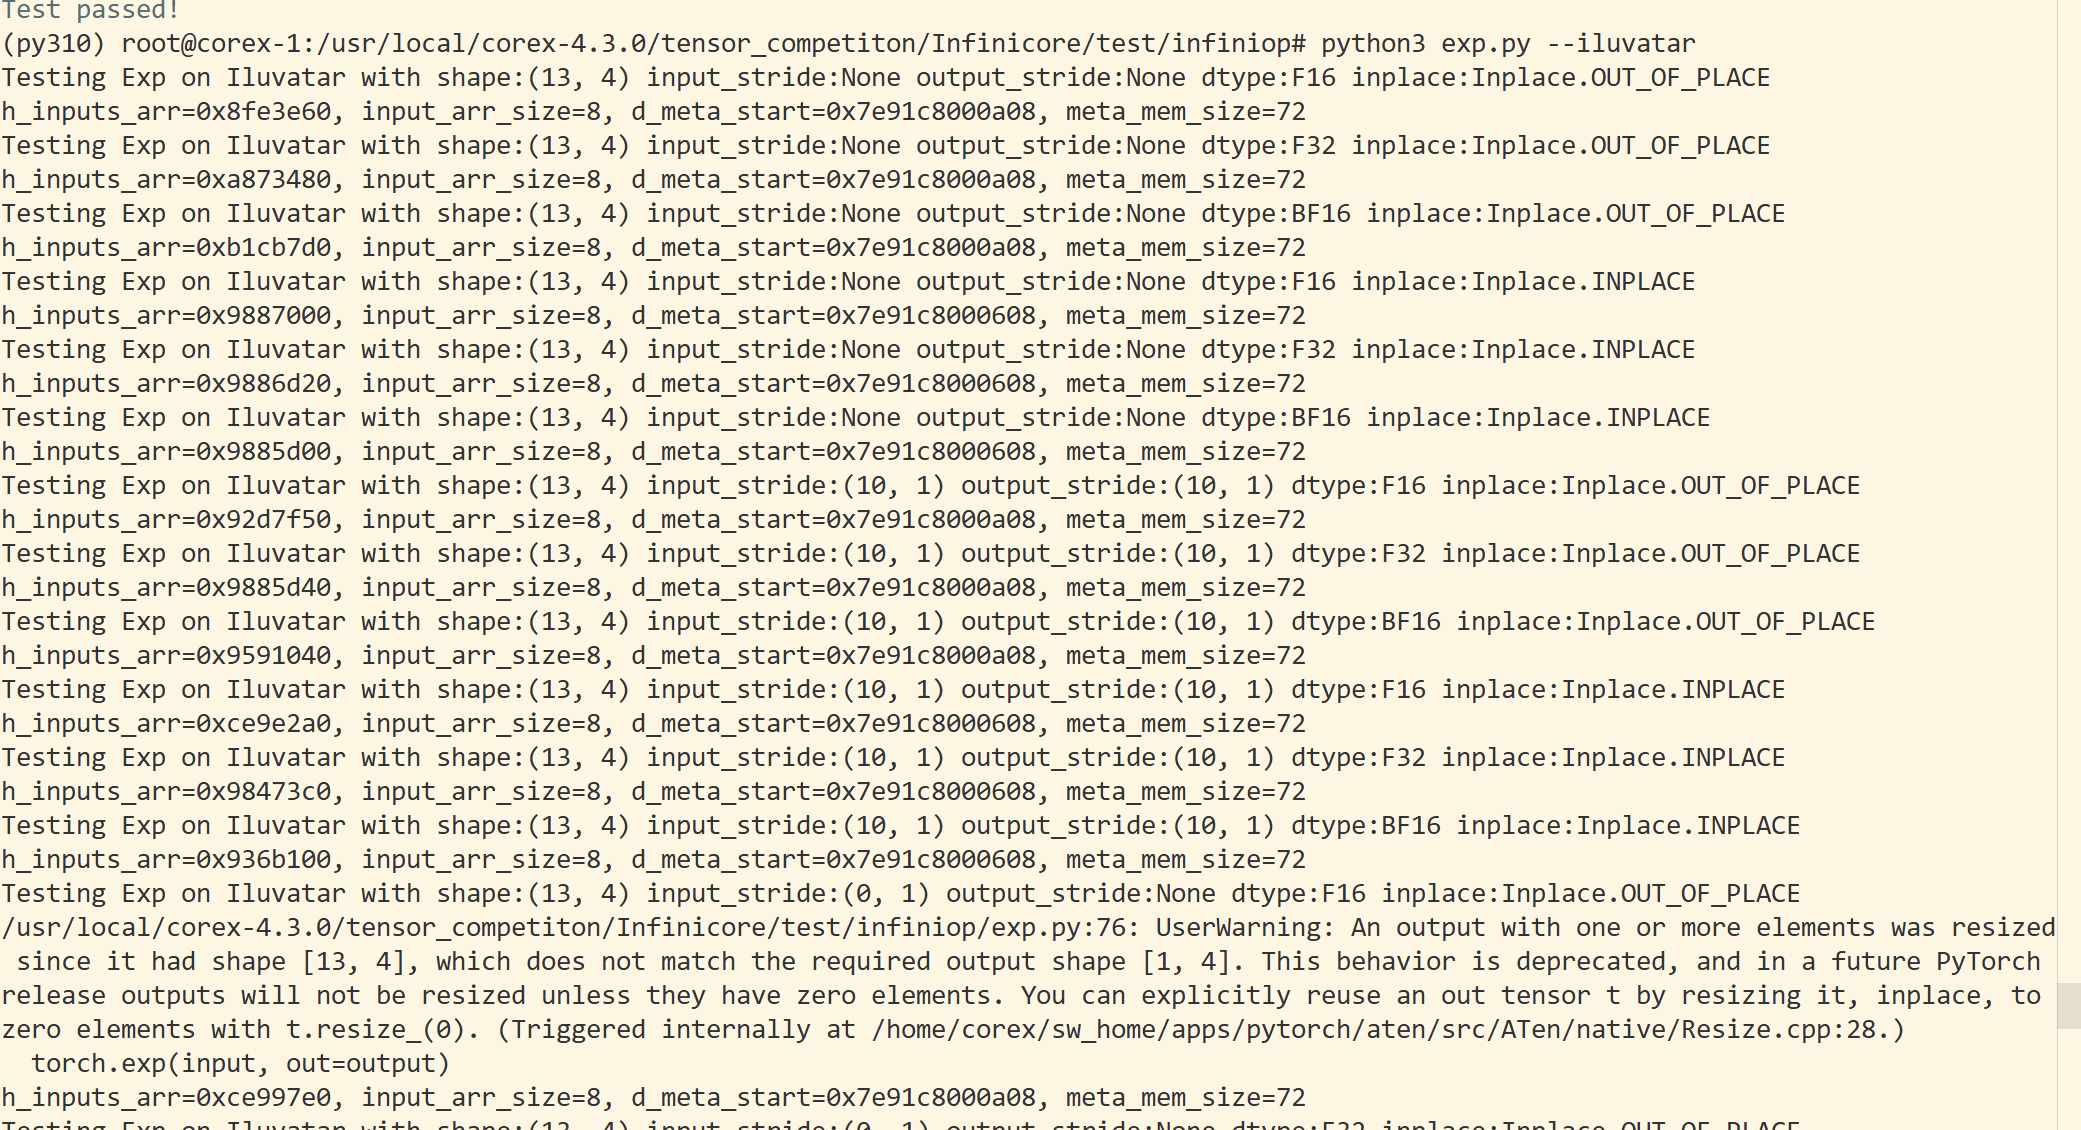 Test passed!
(py310) root@corex-1:/usr/local/corex-4.3.0/tensor_competiton/Infinicore/test/infiniop# python3 exp.py --iluvatar
Testing Exp on Iluvatar with shape:(13, 4) input_stride:None output_stride:None dtype:F16 inplace:Inplace.OUT_OF_PLACE
h_inputs_arr=0x8fe3e60, input_arr_size=8, d_meta_start=0x7e91c8000a08, meta_mem_size=72
Testing Exp on Iluvatar with shape:(13, 4) input_stride:None output_stride:None dtype:F32 inplace:Inplace.OUT_OF_PLACE
h_inputs_arr=0xa873480, input_arr_size=8, d_meta_start=0x7e91c8000a08, meta_mem_size=72
Testing Exp on Iluvatar with shape:(13, 4) input_stride:None output_stride:None dtype:BF16 inplace:Inplace.OUT_OF_PLACE
h_inputs_arr=0xb1cb7d0, input_arr_size=8, d_meta_start=0x7e91c8000a08, meta_mem_size=72
Testing Exp on Iluvatar with shape:(13, 4) input_stride:None output_stride:None dtype:F16 inplace:Inplace.INPLACE
h_inputs_arr=0x9887000, input_arr_size=8, d_meta_start=0x7e91c8000608, meta_mem_size=72
Testing Exp on Iluvatar with shape:(13, 4) input_stride:None output_stride:None dtype:F32 inplace:Inplace.INPLACE
h_inputs_arr=0x9886d20, input_arr_size=8, d_meta_start=0x7e91c8000608, meta_mem_size=72
Testing Exp on Iluvatar with shape:(13, 4) input_stride:None output_stride:None dtype:BF16 inplace:Inplace.INPLACE
h_inputs_arr=0x9885d00, input_arr_size=8, d_meta_start=0x7e91c8000608, meta_mem_size=72
Testing Exp on Iluvatar with shape:(13, 4) input_stride:(10, 1) output_stride:(10, 1) dtype:F16 inplace:Inplace.OUT_OF_PLACE
h_inputs_arr=0x92d7f50, input_arr_size=8, d_meta_start=0x7e91c8000a08, meta_mem_size=72
Testing Exp on Iluvatar with shape:(13, 4) input_stride:(10, 1) output_stride:(10, 1) dtype:F32 inplace:Inplace.OUT_OF_PLACE
h_inputs_arr=0x9885d40, input_arr_size=8, d_meta_start=0x7e91c8000a08, meta_mem_size=72
Testing Exp on Iluvatar with shape:(13, 4) input_stride:(10, 1) output_stride:(10, 1) dtype:BF16 inplace:Inplace.OUT_OF_PLACE
h_inputs_arr=0x9591040, input_arr_size=8, d_meta_start=0x7e91c8000a08, meta_mem_size=72
Testing Exp on Iluvatar with shape:(13, 4) input_stride:(10, 1) output_stride:(10, 1) dtype:F16 inplace:Inplace.INPLACE
h_inputs_arr=0xce9e2a0, input_arr_size=8, d_meta_start=0x7e91c8000608, meta_mem_size=72
Testing Exp on Iluvatar with shape:(13, 4) input_stride:(10, 1) output_stride:(10, 1) dtype:F32 inplace:Inplace.INPLACE
h_inputs_arr=0x98473c0, input_arr_size=8, d_meta_start=0x7e91c8000608, meta_mem_size=72
Testing Exp on Iluvatar with shape:(13, 4) input_stride:(10, 1) output_stride:(10, 1) dtype:BF16 inplace:Inplace.INPLACE
h_inputs_arr=0x936b100, input_arr_size=8, d_meta_start=0x7e91c8000608, meta_mem_size=72
Testing Exp on Iluvatar with shape:(13, 4) input_stride:(0, 1) output_stride:None dtype:F16 inplace:Inplace.OUT_OF_PLACE
/usr/local/corex-4.3.0/tensor_competiton/Infinicore/test/infiniop/exp.py:76: UserWarning: An output with one or more elements was resized
since it had shape [13, 4], which does not match the required output shape [1, 4]. This behavior is deprecated, and in a future PyTorch
release outputs will not be resized unless they have zero elements. You can explicitly reuse an out tensor t by resizing it, inplace, to
zero elements with t.resize_(0). (Triggered internally at /home/corex/sw_home/apps/pytorch/aten/src/ATen/native/Resize.cpp:28.)
torch.exp(input, out=output)
h_inputs_arr=0xce997e0, input_arr_size=8, d_meta_start=0x7e91c8000a08, meta_mem_size=72
Testing Exp on Iluvatar with shape:(13, 4) input_stride:(0, 1) output_stride:None dtype:F32 inplace:Inplace.OUT_OF_PLACE